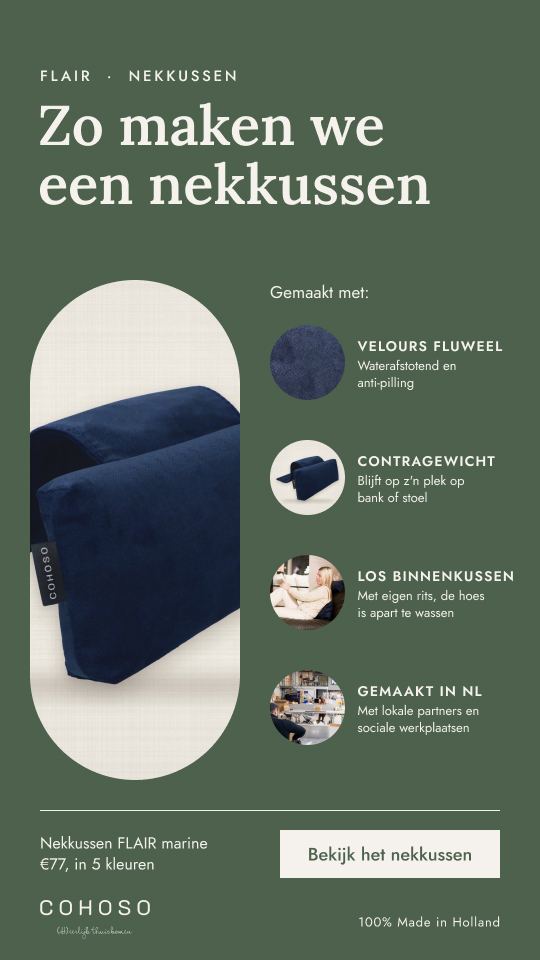 FLAIR · NEKKUSSEN
Zo maken we
een nekkussen
Gemaakt met:
VELOURS FLUWEEL
Waterafstotend en
anti-pilling
CONTRAGEWICHT
Blijft op z'n plek op
bank of stoel
LOS BINNENKUSSEN
Met eigen rits, de hoes
is apart te wassen
GEMAAKT IN NL
Met lokale partners en
sociale werkplaatsen
COHOSO
Nekkussen FLAIR marine
€77, in 5 kleuren
Bekijk het nekkussen
COHOSO
(H)eerlijk thuiskomen
100% Made in Holland